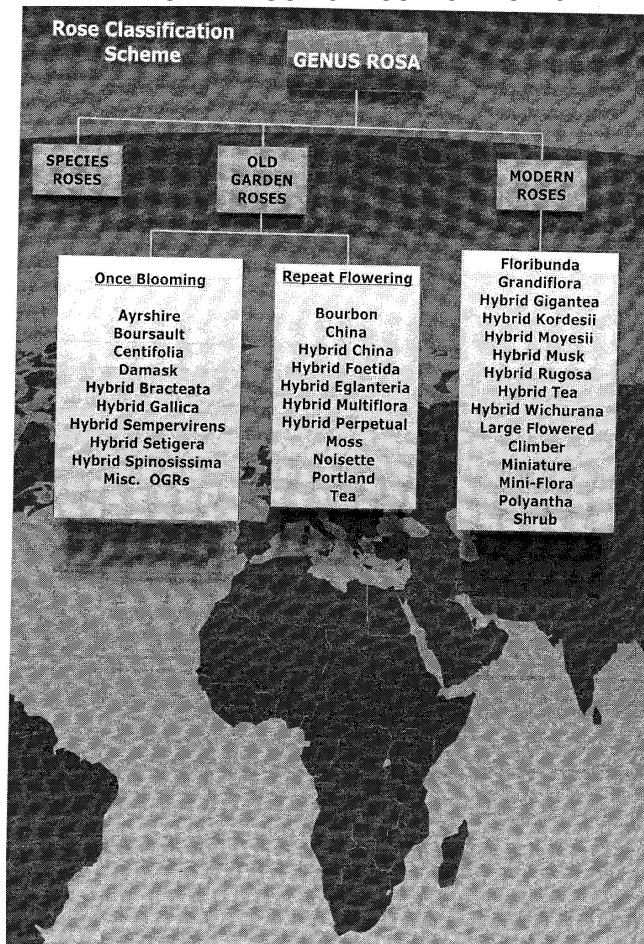 Rose Classification
Scheme
GENUS ROSA
SPECIES
ROSES
OLD
GARDEN
ROSES
MODERN
ROSES
Once Blooming
Ayrshire
Boursault
Centifolia
Damask
Hybrid Bracteata
Hybrid Gallica
Hybrid Sempervirens
Hybrid Setigera
Hybrid Spinosissima
Misc. OGRs
Repeat Flowering
Bourbon
China
Hybrid China
Hybrid Foetida
Hybrid Eglanteria
Hybrid Multiflora
Hybrid Perpetual
Moss
Noisette
Portland
Tea
Floribunda
Grandiflora
Hybrid Gigantea
Hybrid Kordesii
Hybrid Moyesii
Hybrid Musk
Hybrid Rugosa
Hybrid Tea
Hybrid Wichurana
Large Flowered
Climber
Miniature
Mini-Flora
Polyantha
Shrub